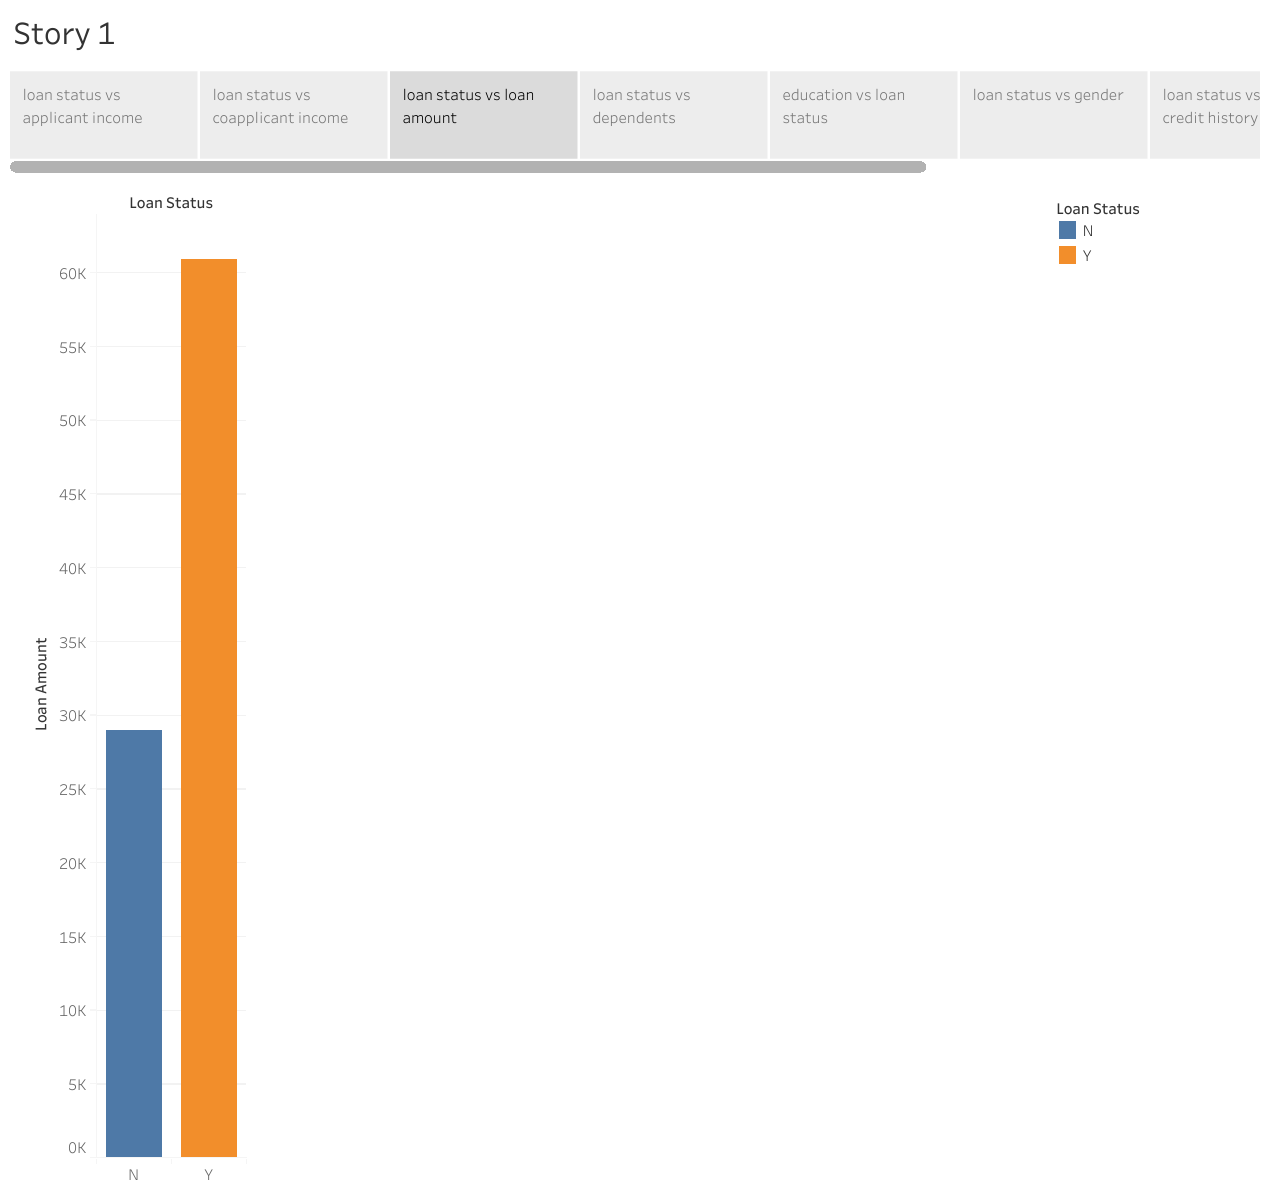 Story 1
loan status vs
applicant income
loan status vs
coapplicant income
loan status vs loan
amount
loan status vs
dependents
education vs loan
status
loan status vs gender
loan status vs
credit history
Loan Status
Loan Status
N
Y
60K
55K
50K
45K
40K
35K
30K
25K
20K
15K
10K
5K
0K
Loan Amount
N Y